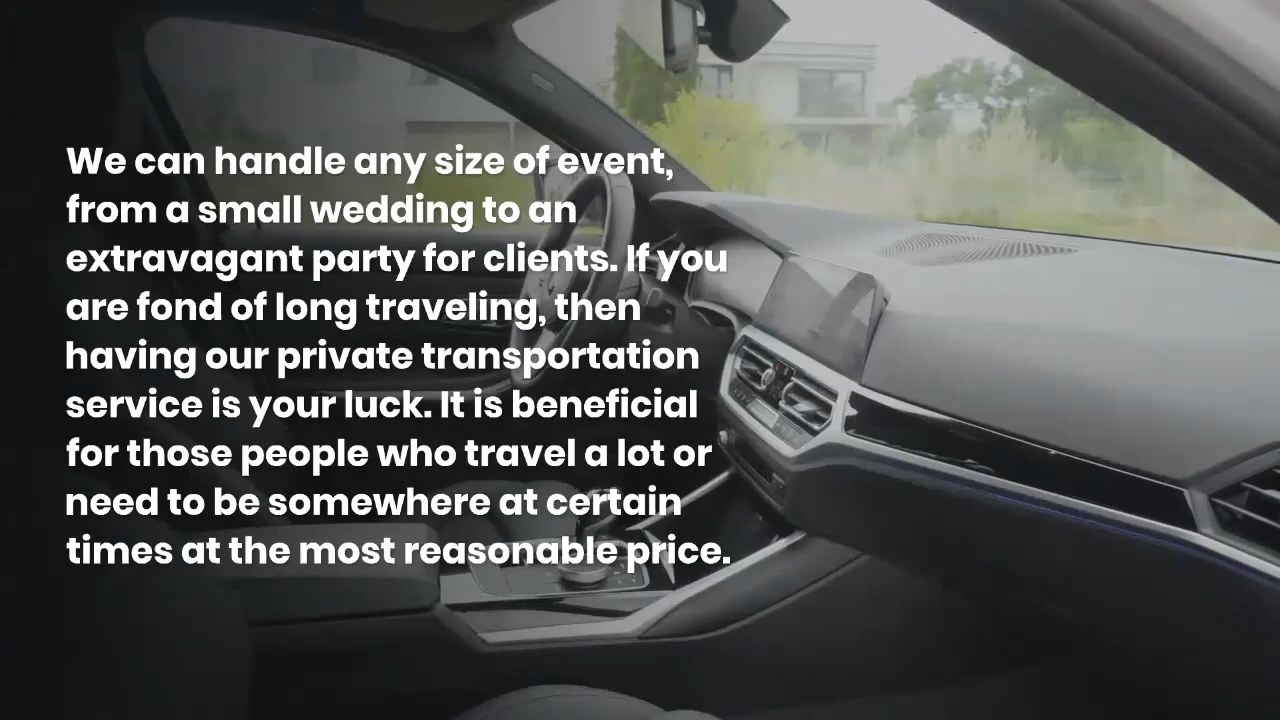 We can handle any size of event,
from a small wedding to an
extravagant party for clients. If you
are fond of long traveling, then
having our private transportation
service is your luck. It is beneficial
for those people who travel a lot or
need to be somewhere at certain
times at the most reasonable price.